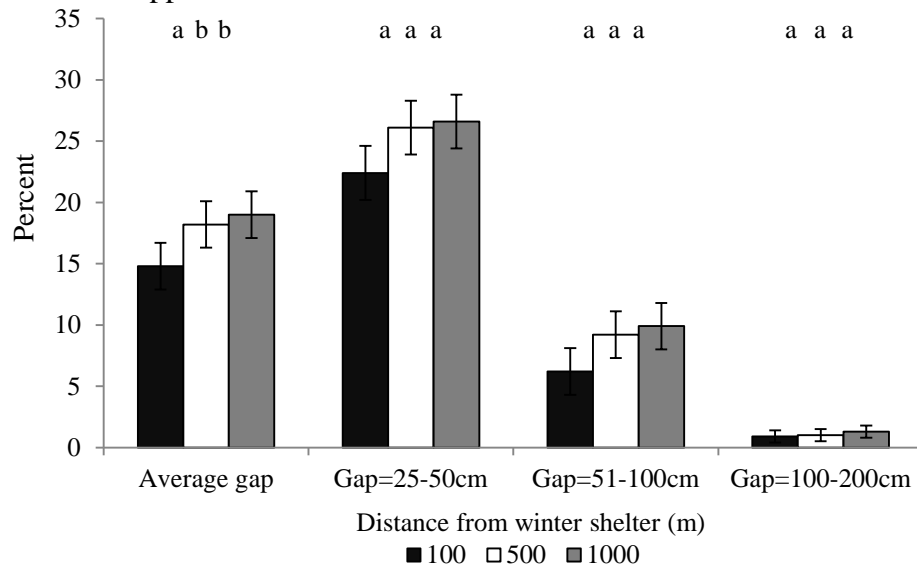 35
a b b a a a a a a a a a
30
25
20
15
10
5
0
Percent
Average gap Gap=25-50cm Gap=51-100cm Gap=100-200cm
Distance from winter shelter (m)
100 500 1000